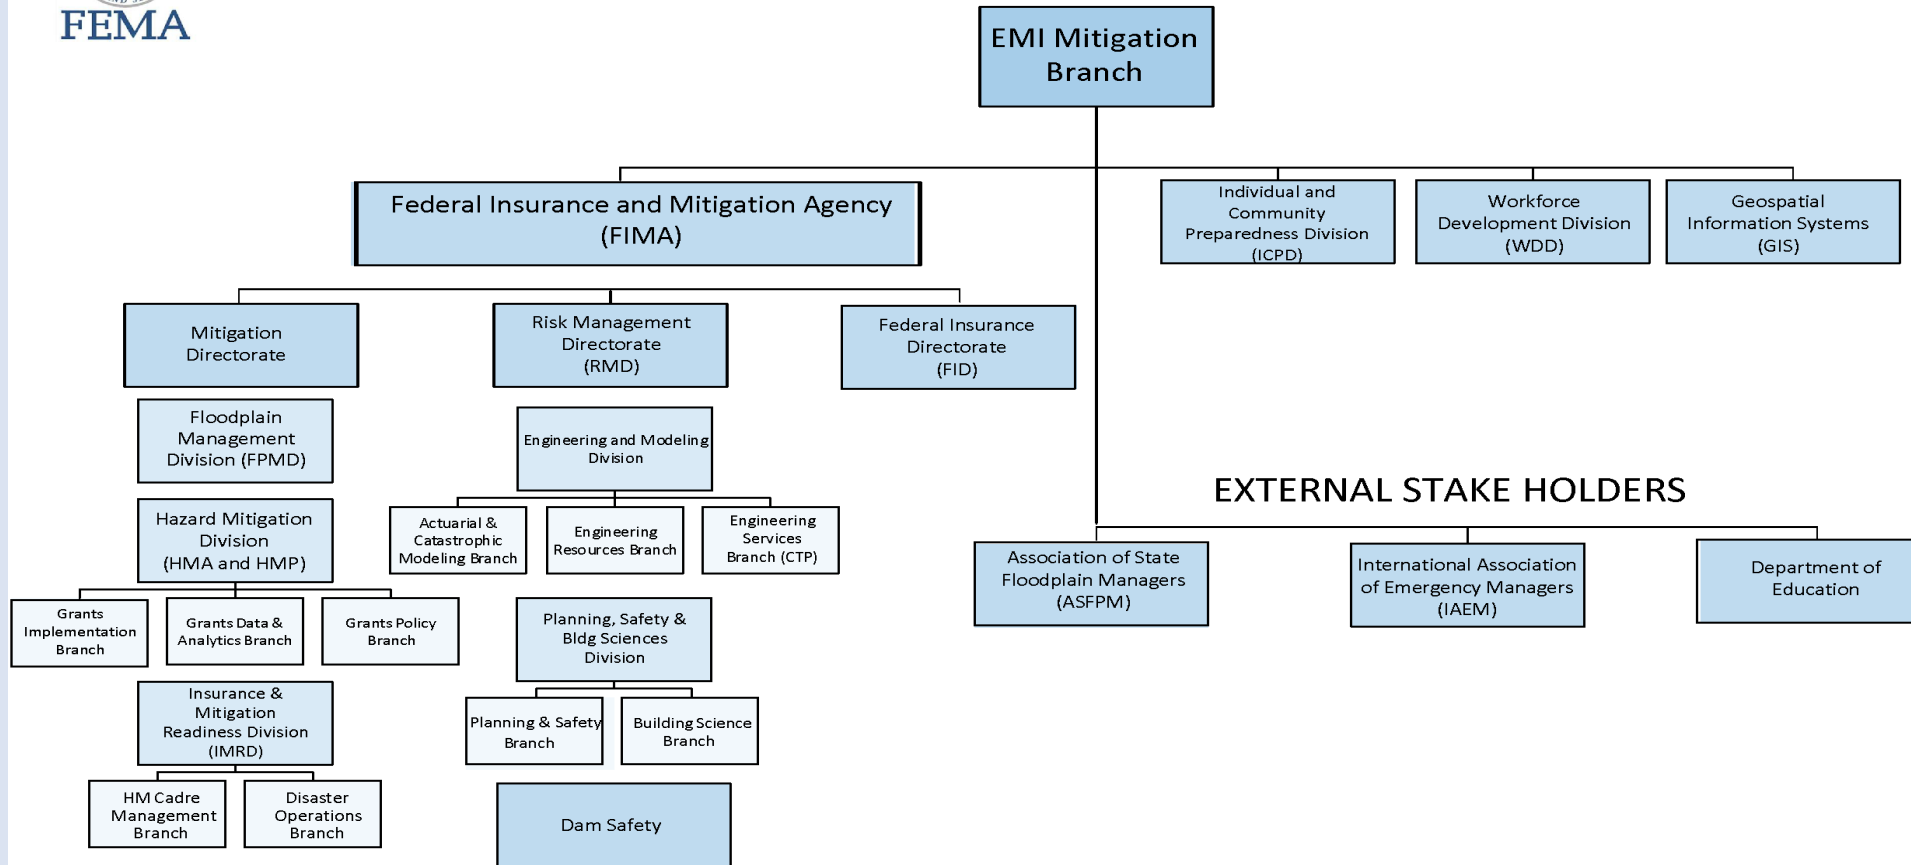 FEMA
EMI Mitigation
Branch
Federal Insurance and Mitigation Agency
(FIMA)
Individual and
Community
Preparedness Division
(ICPD)
Workforce
Development Division
(WDD)
Geospatial
Information Systems
(GIS)
Mitigation
Directorate
Risk Management
Directorate
(RMD)
Federal Insurance
Directorate
(FID)
Floodplain
Management
Division (FPMD)
Engineering and Modeling
Division
EXTERNAL STAKE HOLDERS
Hazard Mitigation
Division
(HMA and HMP)
Actuarial &
Catastrophic
Modeling Branch
Engineering
Resources Branch
Engineering
Services
Branch (CTP)
Association of State
Floodplain Managers
(ASFPM)
International Association
of Emergency Managers
(IAEM)
Department of
Education
Grants
Implementation
Branch
Grants Data &
Analytics Branch
Grants Policy
Branch
Planning, Safety &
Bldg Sciences
Division
Insurance &
Mitigation
Readiness Division
(IMRD)
Planning & Safety
Branch
Building Science
Branch
HM Cadre
Management
Branch
Disaster
Operations
Branch
Dam Safety